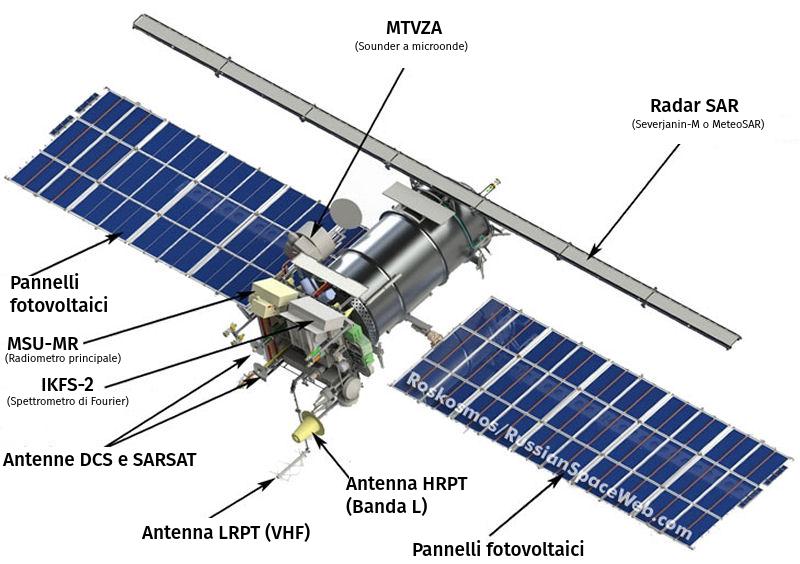 MTVZA
(Sounder a microonde)
Radar SAR
(Severjanin-M o MeteoSAR)
Pannelli
fotovoltaici
MSU-MR
(Radiometro principale)
IKFS-2
(Spettrometro di Fourier)
Antenne DCS e SARSAT
Antenna HRPT
(Banda L)
Antenna LRPT (VHF)
Pannelli fotovoltaici
Roskosmos/RussianSpaceWeb.com